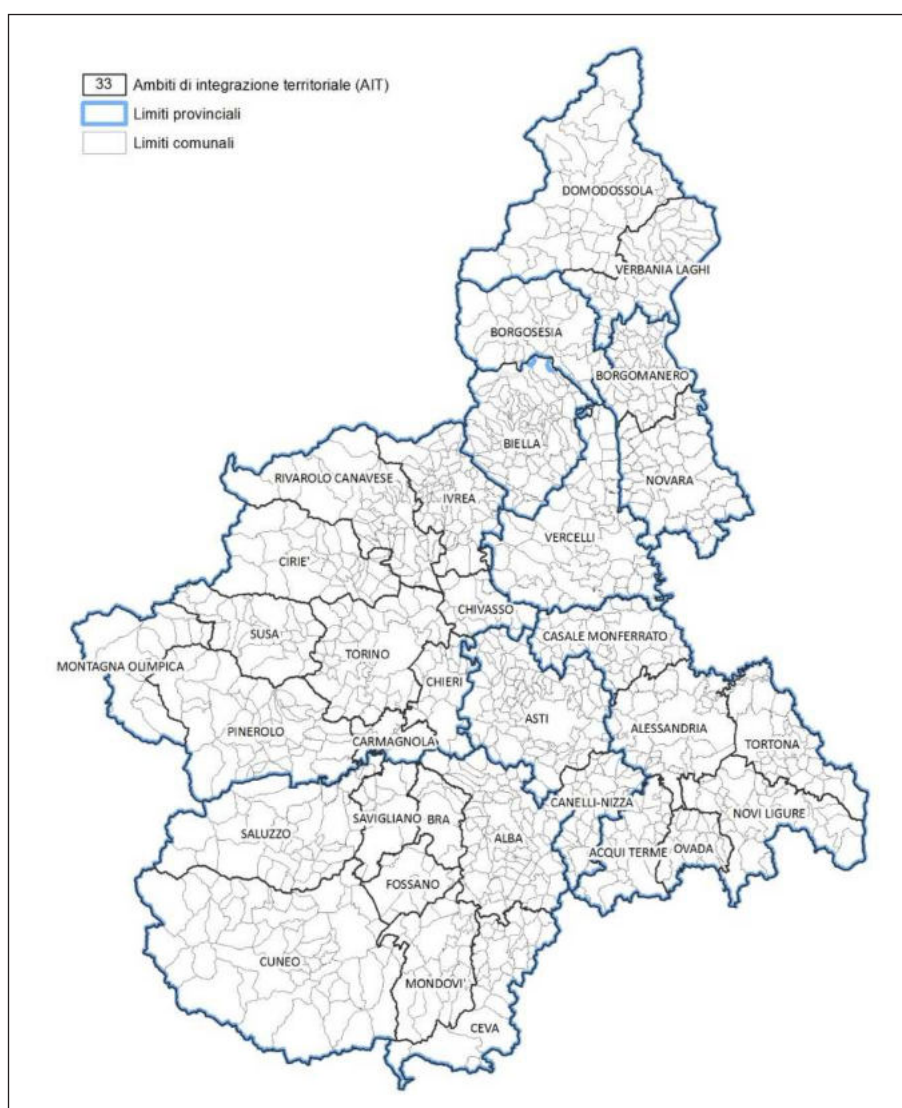 33 Ambiti di integrazione territoriale (AIT)
Limiti provinciali
Limiti comunali
DOMODOSSOLA
VERBANIA LAGHI
BORGOSESIA
BORGOMANERO
BIELLA
RIVAROLO CANAVESE
IVREA
NOVARA
VERCELLI
CIRIE'
CHIVASSO
SUSA
CASALE MONFERRATO
TORINO
MONTAGNA OLIMPICA
CHIERI
ASTI
ALESSANDRIA
PINEROLO
CARMAGNOLA
TORTONA
CANELLI-NIZZA
SALUZZO
SAVIGLIANO
BRA
NOVI LIGURE
ALBA
ACQUI TERME
OVADA
FOSSANO
CUNEO
MONDOVI'
CEVA